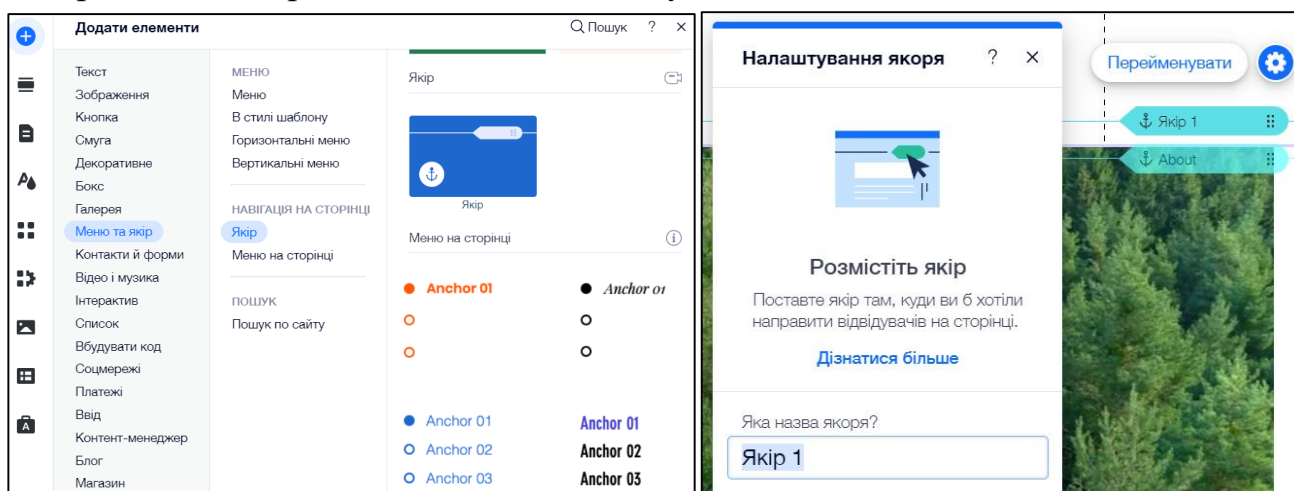 Додати елементи
Пошук ? ×
Текст
Зображення
Кнопка
Смуга
Декоративне
Бокс
Галерея
Меню та якір
Контакти й форми
Відео і музика
Інтерактив
Список
Вбудувати код
Соцмережі
Платежі
Ввід
Контент-менеджер
Блог
Магазин
МЕНЮ
Меню
В стилі шаблону
Горизонтальні меню
Вертикальні меню
НАВІГАЦІЯ НА СТОРІНЦІ
Якір
Меню на сторінці
ПОШУК
Пошук по сайту
Якір
Якір
Меню на сторінці
Anchor 01
Anchor 01
Anchor 01
Anchor 02
Anchor 03
Anchor 01
Anchor 02
Anchor 03
Налаштування якоря ? ×
Розмістіть якір
Поставте якір там, куди ви б хотіли
направити відвідувачів на сторінці.
Дізнатися більше
Яка назва якоря?
Якір 1
Перейменувати
Якір 1
About